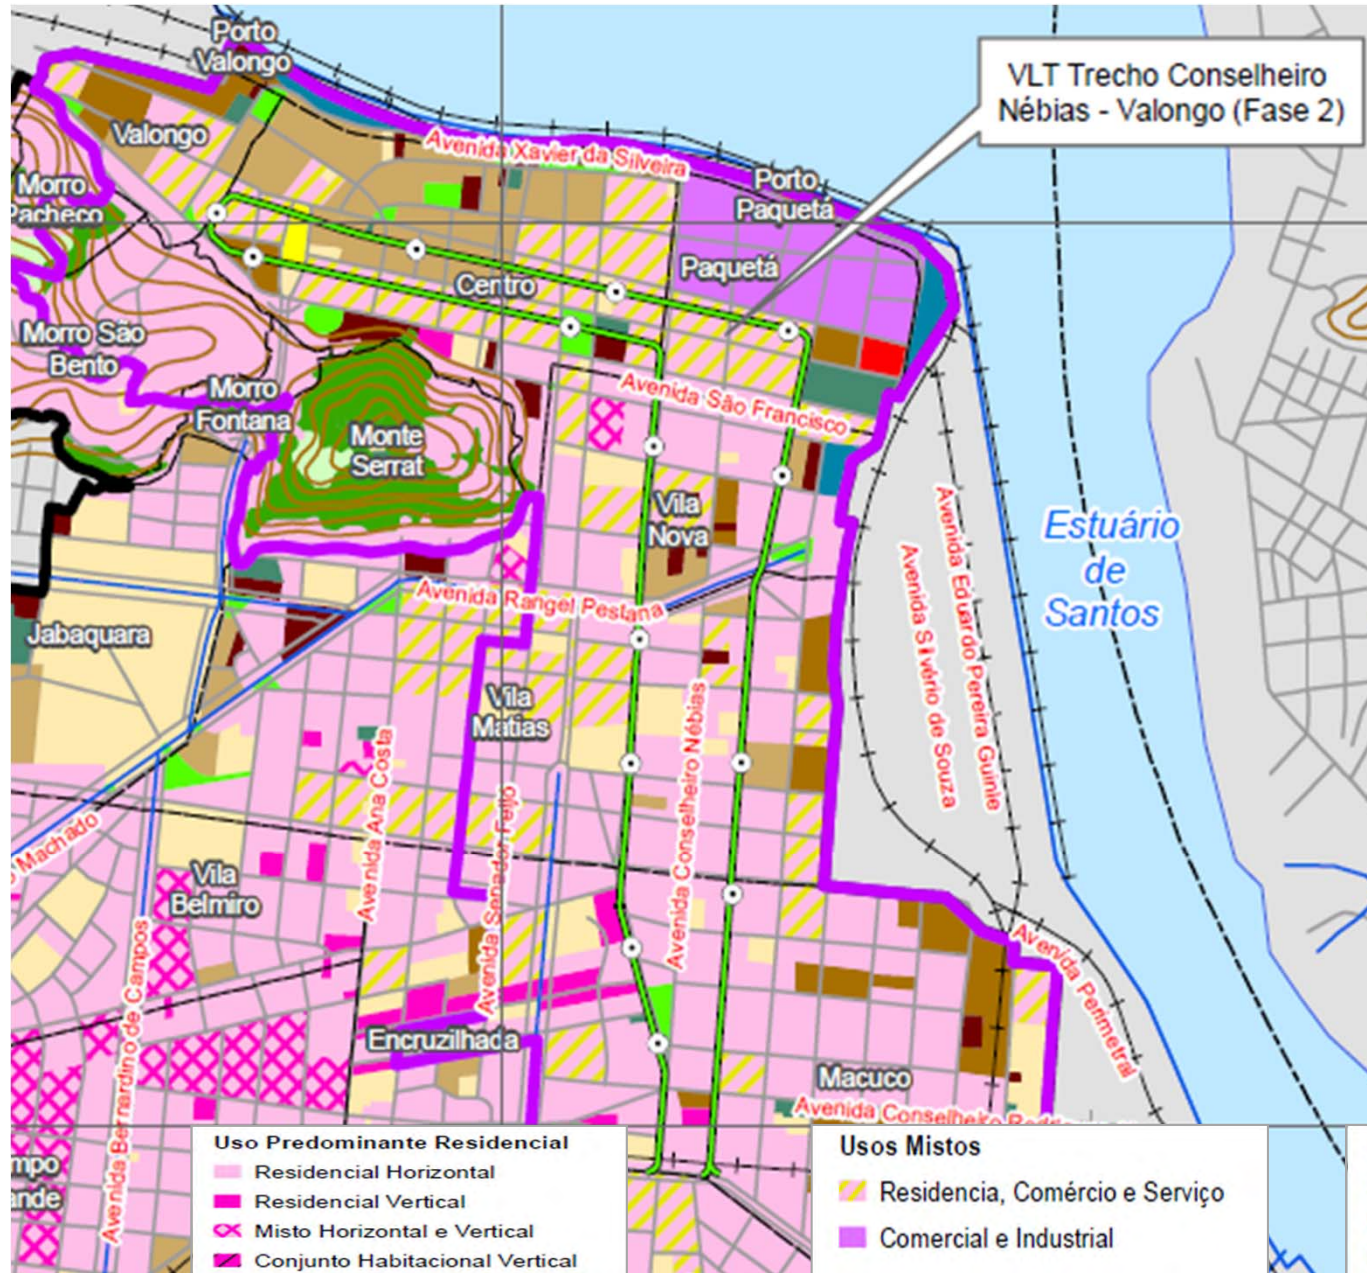 Porto
Valongo
VLT Trecho Conselheiro
Nébias - Valongo (Fase 2)
Valongo
Avenida Xavier da Silveira
Morro
Pacheco
Porto
Paquetá
Paquetá
Centro
Morro São
Bento
Morro
Fontana
Avenida São Francisco
Monte
Serrat
Vila
Nova
Avenida Eduardo Pereira Guinle
Avenida Silvério de Souza
Estuário
de
Santos
Avenida Rangel Pestana
Jabaquara
Vila
Matias
Avenida Conselheiro Nébias
Avenida Ana Costa
Avenida Senador Feijó
Machado
Vila
Belmiro
Avenida Bernardino de Campos
Avenida Perimetral
Encruzilhada
Macuco
Avenida Conselheiro
mpo
ande
Uso Predominante Residencial
Residencial Horizontal
Residencial Vertical
Misto Horizontal e Vertical
Conjunto Habitacional Vertical
Usos Mistos
Residencia, Comércio e Serviço
Comercial e Industrial